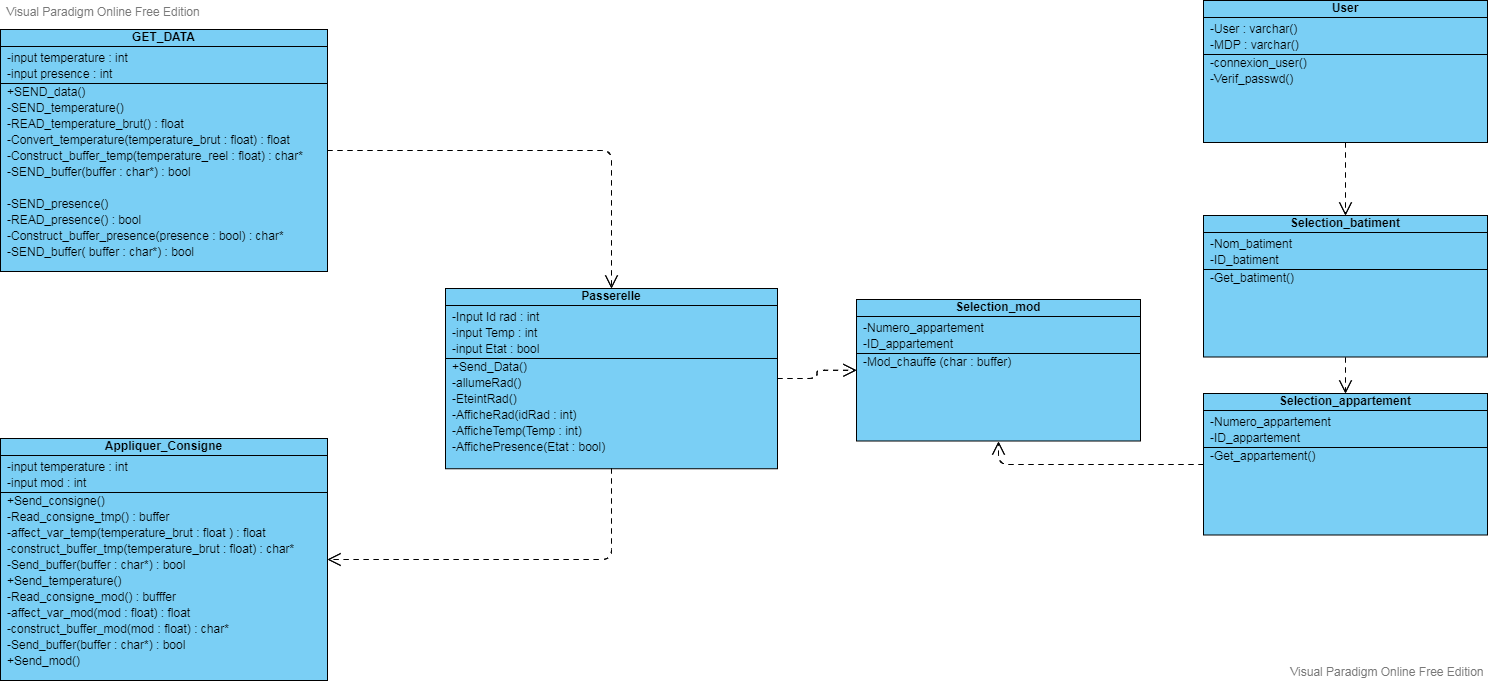 Visual Paradigm Online Free Edition
GET_DATA
-input temperature : int
-input presence : int
+SEND_data()
-SEND_temperature()
-READ_temperature_brut() : float
-Convert_temperature(temperature_brut : float) : float
-Construct_buffer_temp(temperature_reel : float) : char*
-SEND_buffer(buffer : char*) : bool
-SEND_presence()
-READ_presence() : bool
-Construct_buffer_presence(presence : bool) : char*
-SEND_buffer( buffer : char*) : bool
Appliquer_Consigne
-input temperature : int
-input mod : int
+Send_consigne()
-Read_consigne_tmp() : buffer
-affect_var_temp(temperature_brut : float ) : float
-construct_buffer_tmp(temperature_brut : float) : char*
-Send_buffer(buffer : char*) : bool
+Send_temperature()
-Read_consigne_mod() : bufffer
-affect_var_mod(mod : float) : float
-construct_buffer_mod(mod : float) : char*
-Send_buffer(buffer : char*) : bool
+Send_mod()
Passerelle
-Input Id rad : int
-input Temp : int
-input Etat : bool
+Send_Data()
-allumeRad()
-EteintRad()
-AfficheRad(idRad : int)
-AfficheTemp(Temp : int)
-AffichePresence(Etat : bool)
Selection_mod
-Numero_appartement
-ID_appartement
-Mod_chauffe (char : buffer)
User
-User : varchar()
-MDP : varchar()
-connexion_user()
-Verif_passwd()
Selection_batiment
-Nom_batiment
-ID_batiment
-Get_batiment()
Selection_appartement
-Numero_appartement
-ID_appartement
-Get_appartement()
Visual Paradigm Online Free Edition